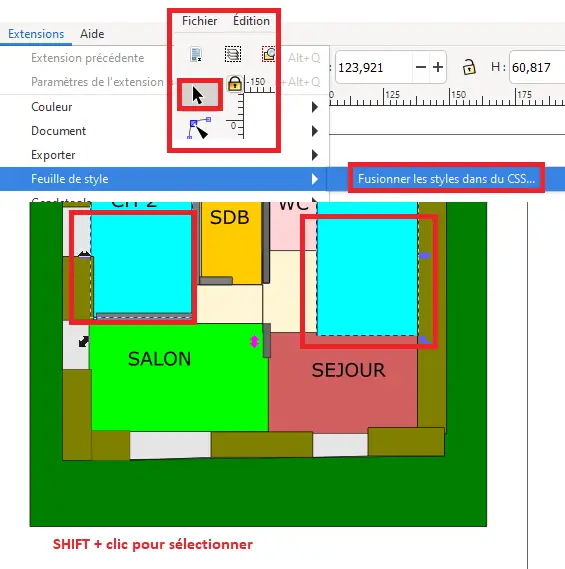 Fichier Édition
Extensions Aide
Extension précédente Alt+Q
Paramètres de l'extension Alt+Q
-150
0
Couleur
Document
Exporter
Feuille de style
: 123,921 − + H : 60,817
100 125 150 175
Fusionner les styles dans du CSS...
CH 2
SDB
WC
SALON
SEJOUR
SHIFT + clic pour sélectionner